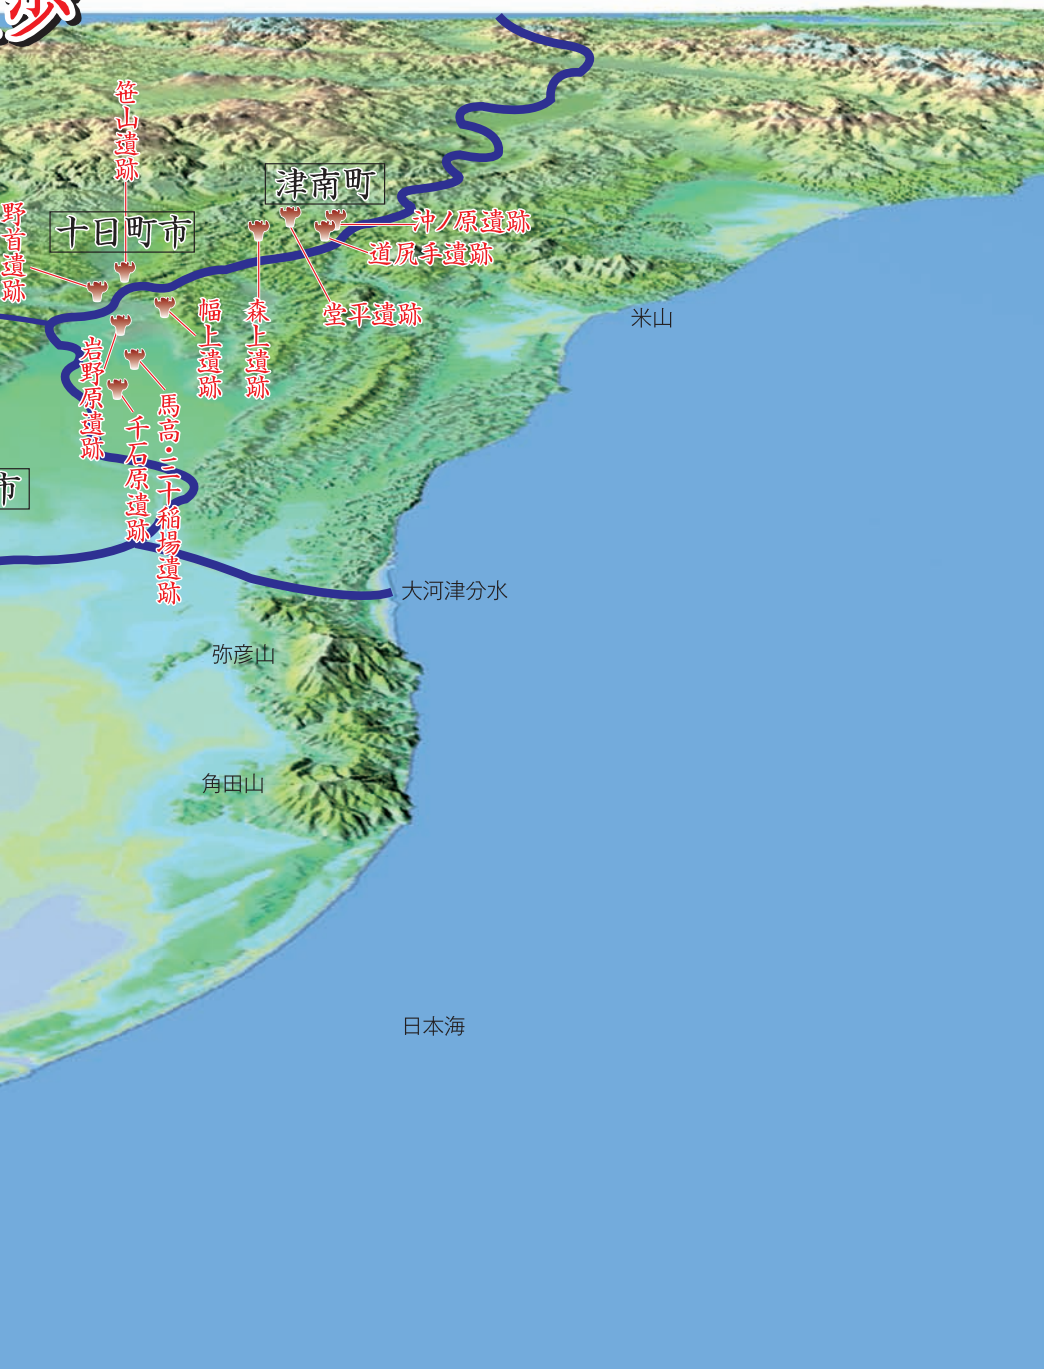 歩
笹山遺跡
津南町
野首遺跡
十日町市
沖ノ原遺跡
道尻手遺跡
幅上遺跡
森上遺跡
堂平遺跡
米山
岩野原遺跡
馬高・三十稲場遺跡
千石原遺跡
市
大河津分水
弥彦山
角田山
日本海